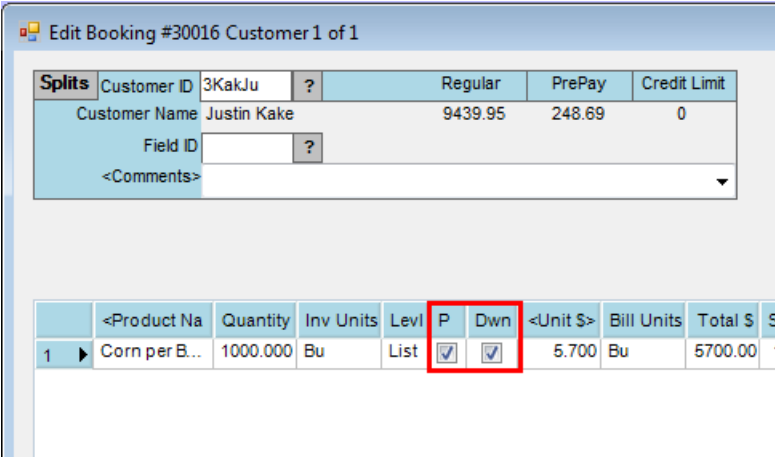 Edit Booking #30016 Customer 1 of 1
Splits Customer ID 3KakJu ? Regular PrePay Credit Limit
Customer Name Justin Kake 9439.95 248.69 0
Field ID ?
<Comments>
<Product Na Quantity Inv Units Levl P Dwn <Unit $> Bill Units Total $ S
1 Corn per B... 1000.000 Bu List 5.700 Bu 5700.00